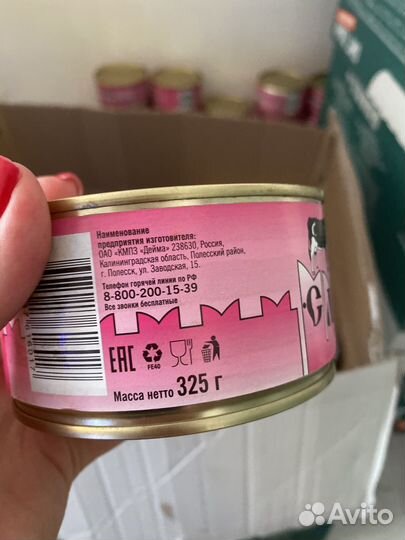 Наименование
предприятия изготовителя:
ОАО «КМПЗ «Дейма» 238630, Россия,
Калининградская область, Полесский район,
г. Полесск, ул. Заводская, 15.
Телефон горячей линии по РФ
8-800-200-15-39
Все звонки бесплатные
EAC
FE40
Масса нетто 325 г
Avito